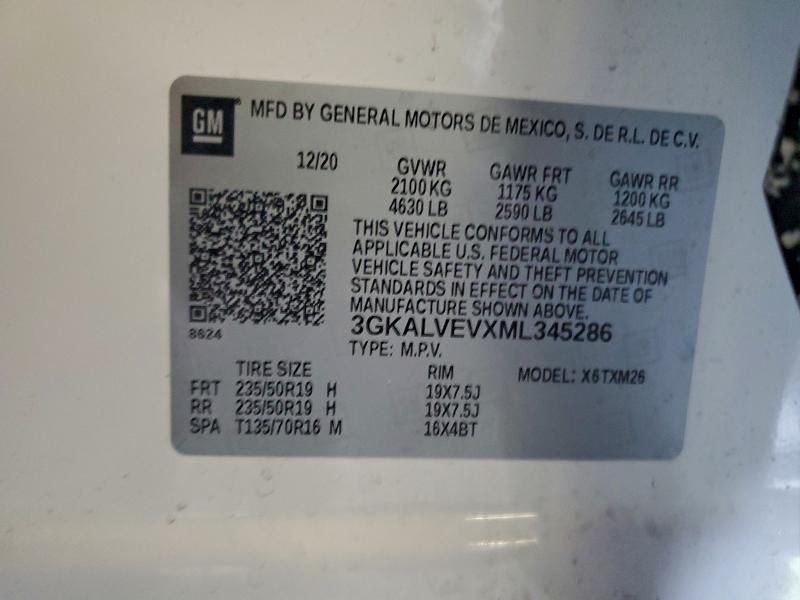 GM
MFD BY GENERAL MOTORS DE MEXICO, S. DE R.L. DE C.V.
12/20 GVWR GAWR FRT GAWR RR
2100 KG 1175 KG 1200 KG
4630 LB 2590 LB 2645 LB
THIS VEHICLE CONFORMS TO ALL
APPLICABLE U.S. FEDERAL MOTOR
VEHICLE SAFETY AND THEFT PREVENTION
STANDARDS IN EFFECT ON THE DATE OF
MANUFACTURE SHOWN ABOVE.
8624 3GKALVEVXML345286
TYPE: M.P.V.
TIRE SIZE RIM MODEL: X6TXM26
FRT 235/50R19 H 19X7.5J
RR 235/50R19 H 19X7.5J
SPA T135/70R16 M 16X4BT